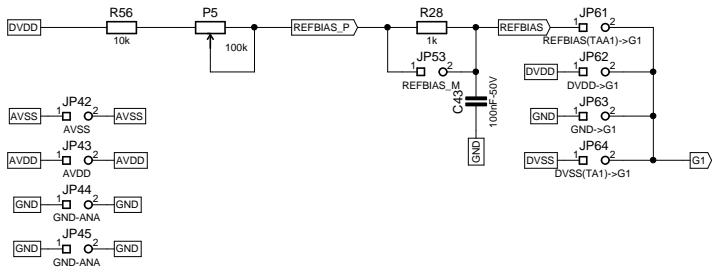 DVDD
R56
10k
P5
100k
REFBIAS_P
R28
1k
1 2
JP53
REFBIAS_M
C43
100nF-50V
GND
REFBIAS
JP61
1 2
REFBIAS(TAA1)->G1
DVDD
JP62
1 2
DVDD->G1
GND
JP63
1 2
GND->G1
DVSS
JP64
1 2
DVSS(TA1)->G1
G1
JP42
AVSS 1 2 AVSS
AVSS
JP43
AVDD 1 2 AVDD
AVDD
JP44
GND 1 2 GND
GND-ANA
JP45
GND 1 2 GND
GND-ANA